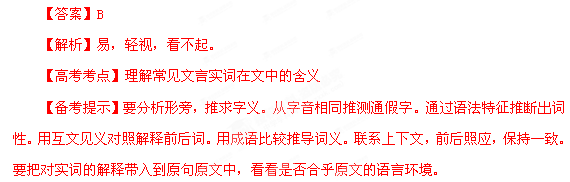 【答案】B
【解析】易，轻视，看不起。
【高考考点】理解常见文言实词在文中的含义
【备考提示】要分析形旁，推求字义。从字音相同推测通假字。通过语法特征推断出词
性。用互文见义对照解释前后词。用成语比较推导词义。联系上下文，前后照应，保持一致。
要把对实词的解释带入到原句原文中，看看是否合乎原文的语言环境。